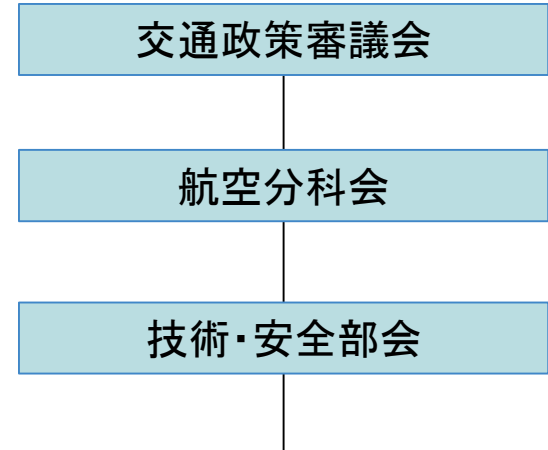 交通政策審議会
航空分科会
技術・安全部会